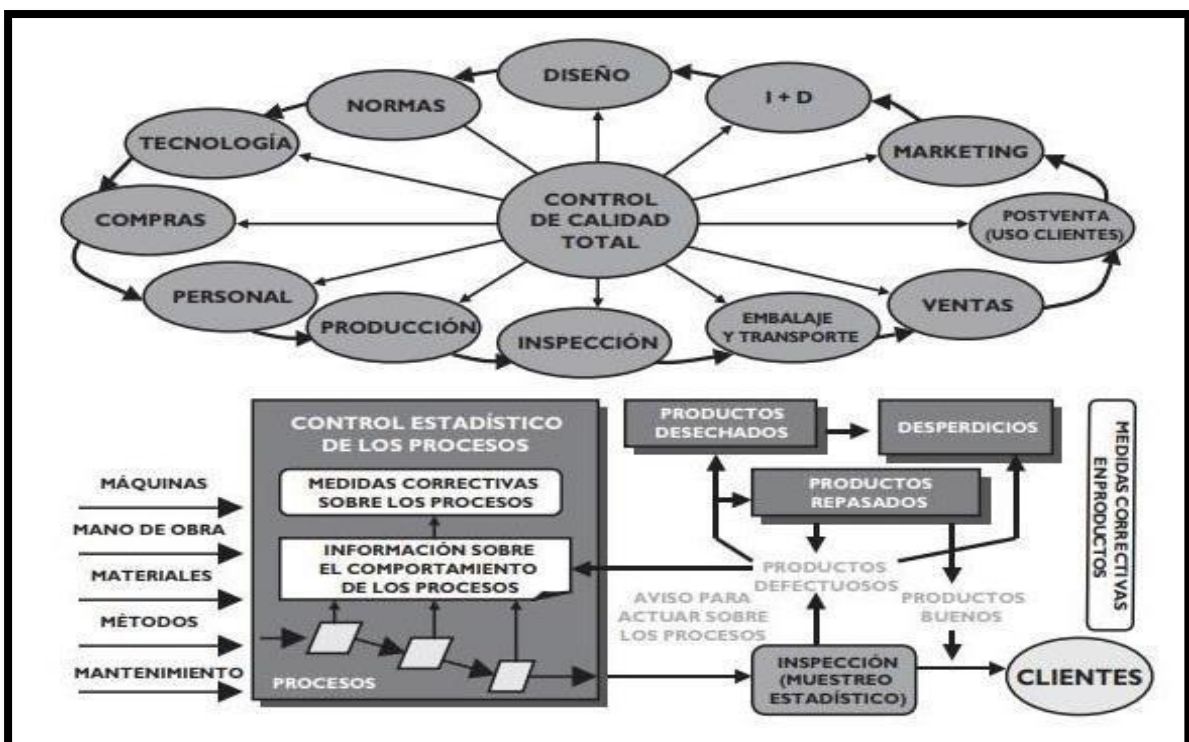 DISEÑO
I + D
NORMAS
TECNOLOGÍA
MARKETING
COMPRAS
CONTROL
DE CALIDAD
TOTAL
POSTVENTA
(USO CLIENTES)
PERSONAL
VENTAS
PRODUCCIÓN
INSPECCIÓN
EMBALAJE
Y TRANSPORTE
CONTROL ESTADÍSTICO
DE LOS PROCESOS
MEDIDAS CORRECTIVAS
SOBRE LOS PROCESOS
INFORMACIÓN SOBRE
EL COMPORTAMIENTO
DE LOS PROCESOS
PROCESOS
MÁQUINAS
MANO DE OBRA
MATERIALES
MÉTODOS
MANTENIMIENTO
PRODUCTOS
DESECHADOS
DESPERDICIOS
PRODUCTOS
REPASADOS
PRODUCTOS
DEFECTUOSOS
AVISO PARA
ACTUAR SOBRE
LOS PROCESOS
PRODUCTOS
BUENOS
INSPECCIÓN
(MUESTREO
ESTADÍSTICO)
CLIENTES
MEDIDAS CORRECTIVAS
ENPRODUCTOS